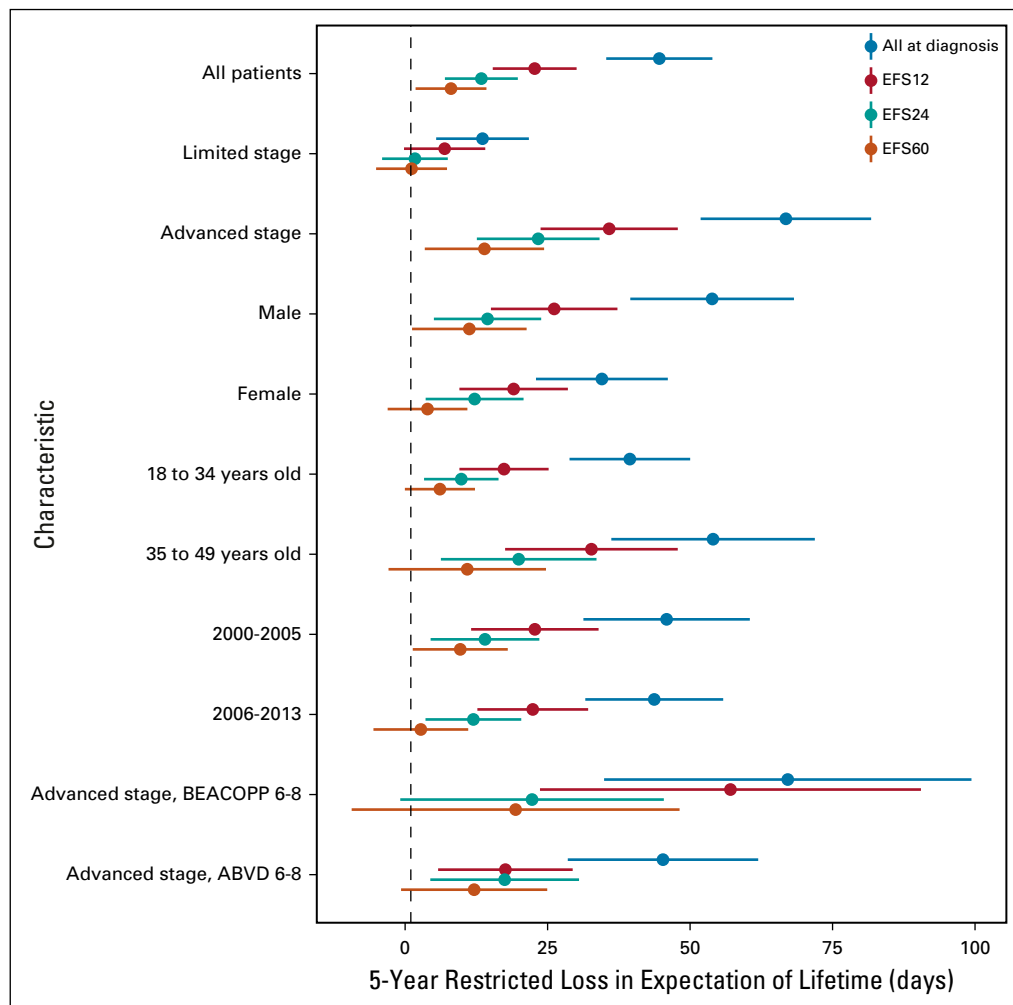 All at diagnosis
EFS12
EFS24
EFS60
Characteristic
All patients
Limited stage
Advanced stage
Male
Female
18 to 34 years old
35 to 49 years old
2000-2005
2006-2013
Advanced stage, BEACOPP 6-8
Advanced stage, ABVD 6-8
0 25 50 75 100
5-Year Restricted Loss in Expectation of Lifetime (days)